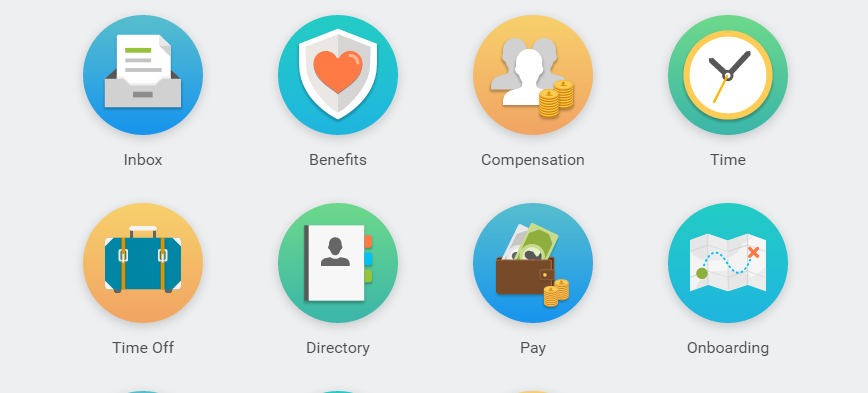 Inbox
Benefits
Compensation
Time
Time Off
Directory
Pay
Onboarding